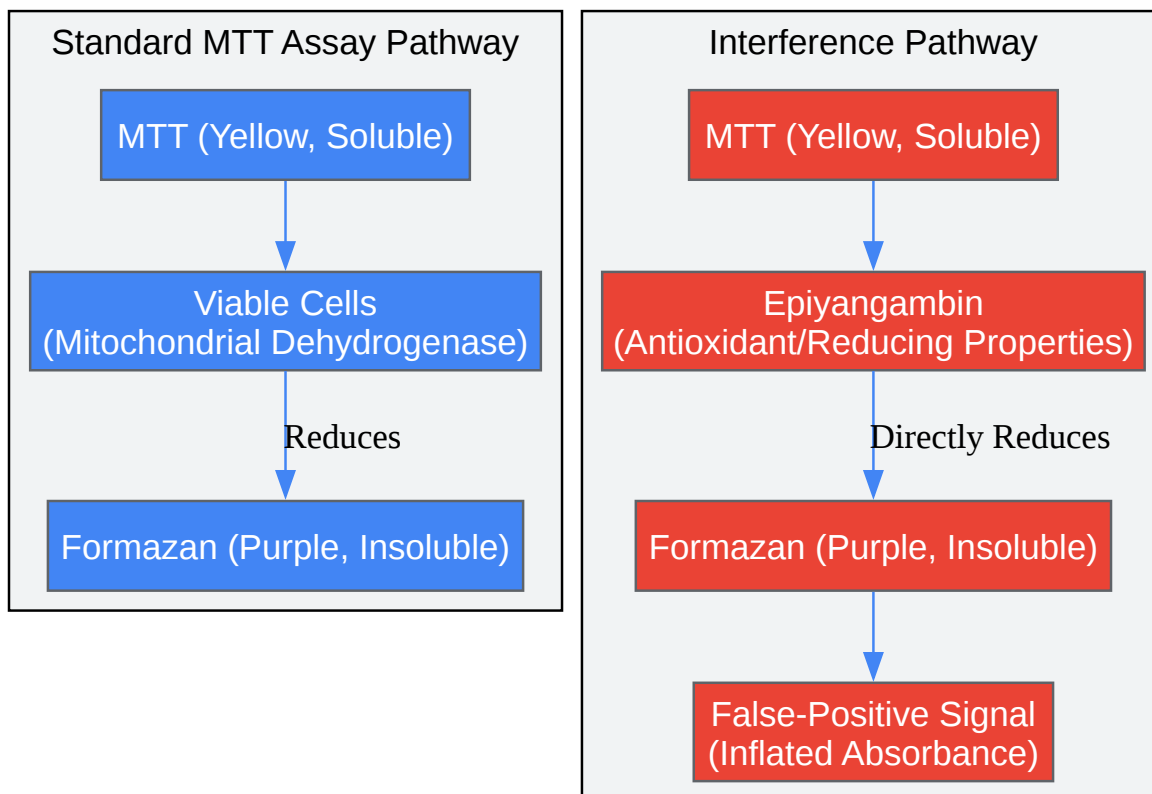 Standard MTT Assay Pathway
MTT (Yellow, Soluble)
Viable Cells
(Mitochondrial Dehydrogenase)
Reduces
Formazan (Purple, Insoluble)
Interference Pathway
MTT (Yellow, Soluble)
Epiyangambin
(Antioxidant/Reducing Properties)
Directly Reduces
Formazan (Purple, Insoluble)
False-Positive Signal
(Inflated Absorbance)